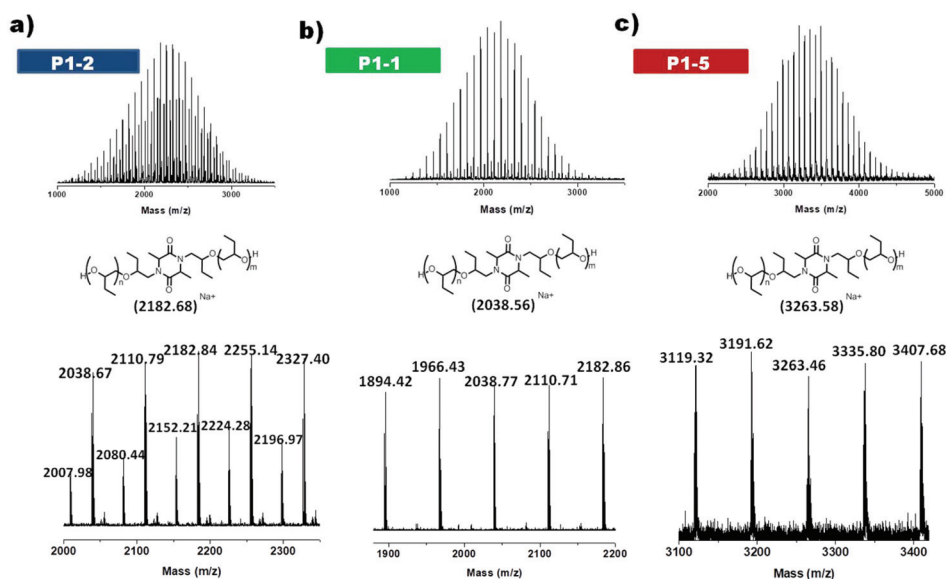 a)
P1-2
1000 2000 3000
Mass (m/z)
H O n O N N O O O O H m
Na+
(2182.68)
2007.98
2038.67
2080.44
2110.79
2152.21
2182.84
2224.28
2255.14
2196.97
2327.40
2000 2100 2200 2300
Mass (m/z)
b)
P1-1
1000 2000 3000
Mass (m/z)
H O n O N N O O O O H m
Na+
(2038.56)
1894.42
1966.43
2038.77
2110.71
2182.86
1900 2000 2100 2200
Mass (m/z)
c)
P1-5
2000 3000 4000 5000
Mass (m/z)
H O n O N N O O O O H m
Na+
(3263.58)
3119.32
3191.62
3263.46
3335.80
3407.68
3100 3200 3300 3400
Mass (m/z)